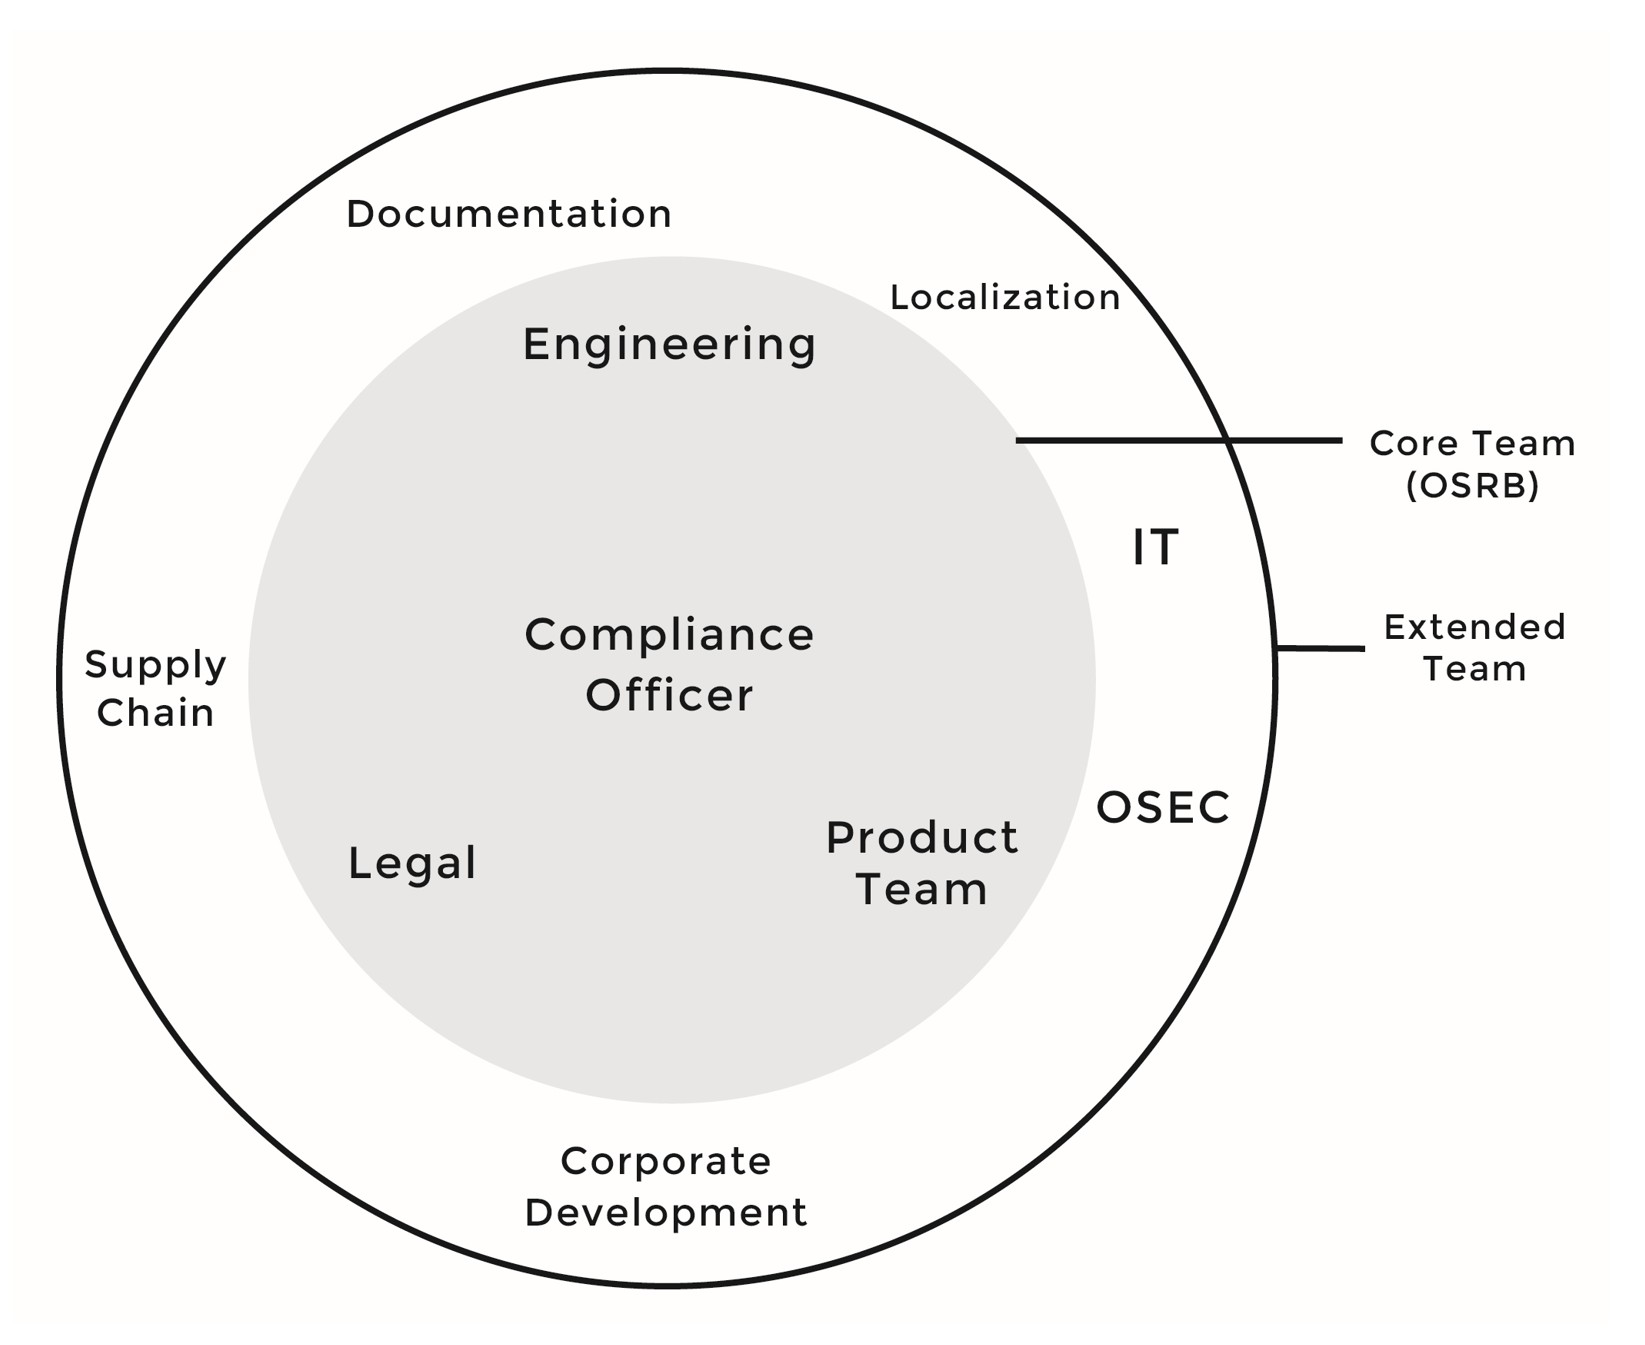 Documentation
Localization
Engineering
Core Team
(OSRB)
IT
Extended
Team
Compliance
Officer
Supply
Chain
OSEC
Product
Team
Legal
Corporate
Development